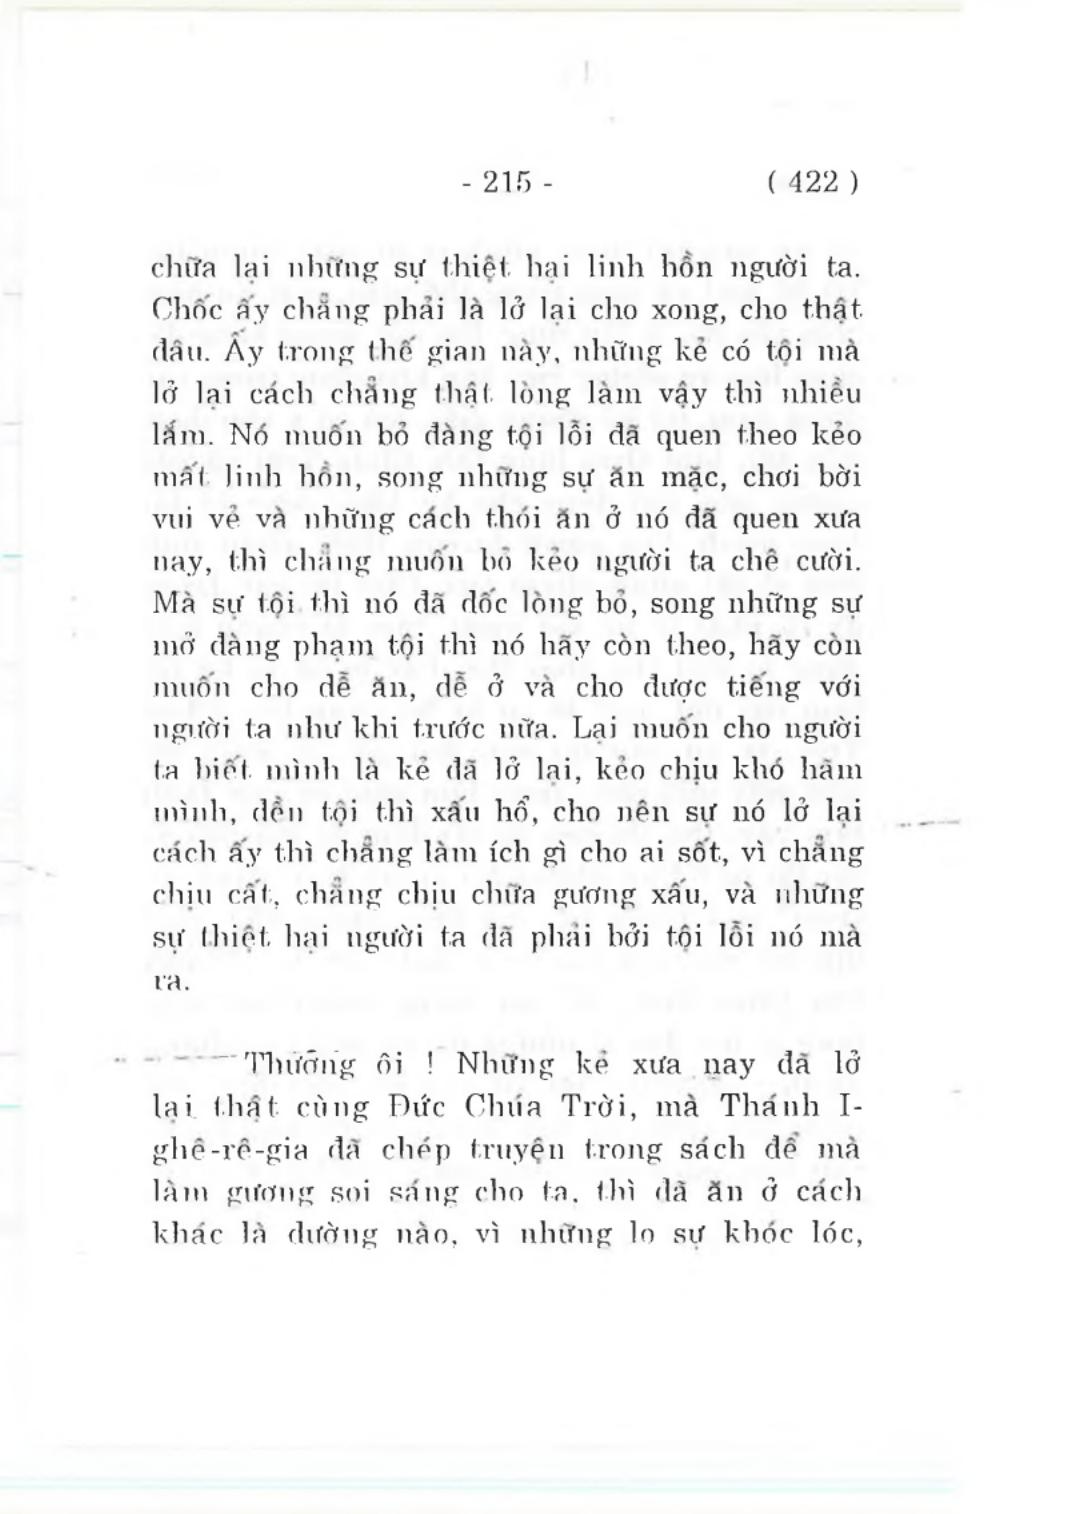 - 215 - ( 422 )
chữa lại những sự thiệt hại linh hồn người ta.
Chốc ấy chẳng phải là lở lại cho xong, cho thật
đâu. Ấy trong thế gian này, những kẻ có tội mà
lở lại cách chẳng thật lòng làm vậy thì nhiều
lắm. Nó muốn bỏ đàng tội lỗi đã quen theo kẻo
mất linh hồn, song những sự ăn mặc, chơi bời
vui vẻ và những cách thói ăn ở nó đã quen xưa
nay, thì chẳng muốn bỏ kẻo người ta chê cười.
Mà sự tội thì nó đã dốc lòng bỏ, song những sự
mở đàng phạm tội thì nó hãy còn theo, hãy còn
muốn cho dễ ăn, dễ ở và cho được tiếng với
người ta như khi trước nữa. Lại muốn cho người
ta biết mình là kẻ đã lở lại, kẻo chịu khó hãm
mình, đền tội thì xấu hổ, cho nên sự nó lở lại
cách ấy thì chẳng làm ích gì cho ai sốt, vì chẳng
chịu cất, chẳng chịu chữa gương xấu, và những
sự thiệt hại người ta đã phải bởi tội lỗi nó mà
ra.
Thương ôi ! Những kẻ xưa nay đã lở
lại thật cùng Đức Chúa Trời, mà Thánh I-
ghê-rê-gia đã chép truyện trong sách để mà
làm gương soi sáng cho ta, thì đã ăn ở cách
khác là dường nào, vì những lo sự khóc lóc,